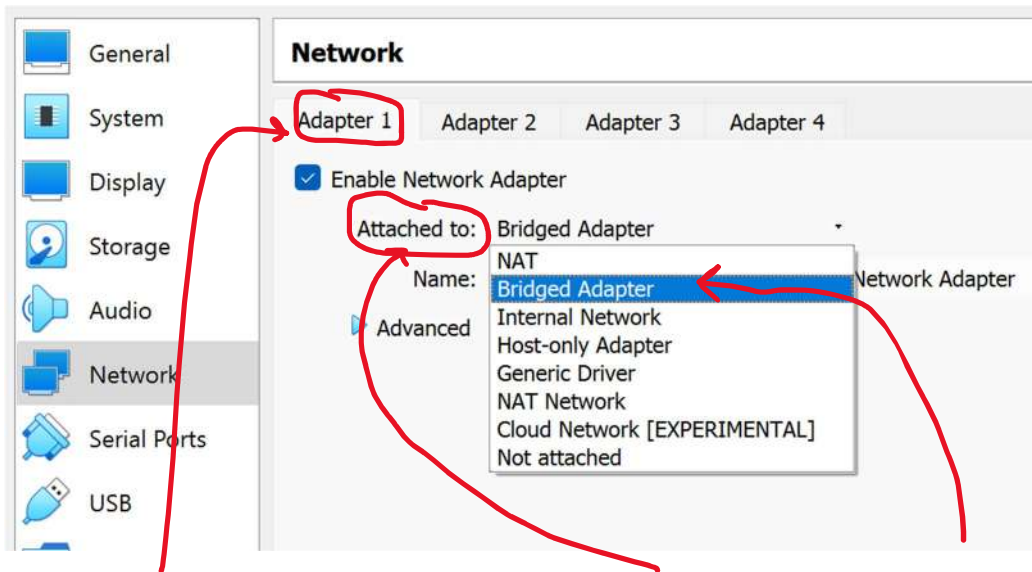 General
System
Display
Storage
Audio
Network
Serial Ports
USB
Network
Adapter 1 Adapter 2 Adapter 3 Adapter 4
Enable Network Adapter
Attached to: Bridged Adapter
Name: Network Adapter
Advanced
NAT
Bridged Adapter
Internal Network
Host-only Adapter
Generic Driver
NAT Network
Cloud Network [EXPERIMENTAL]
Not attached